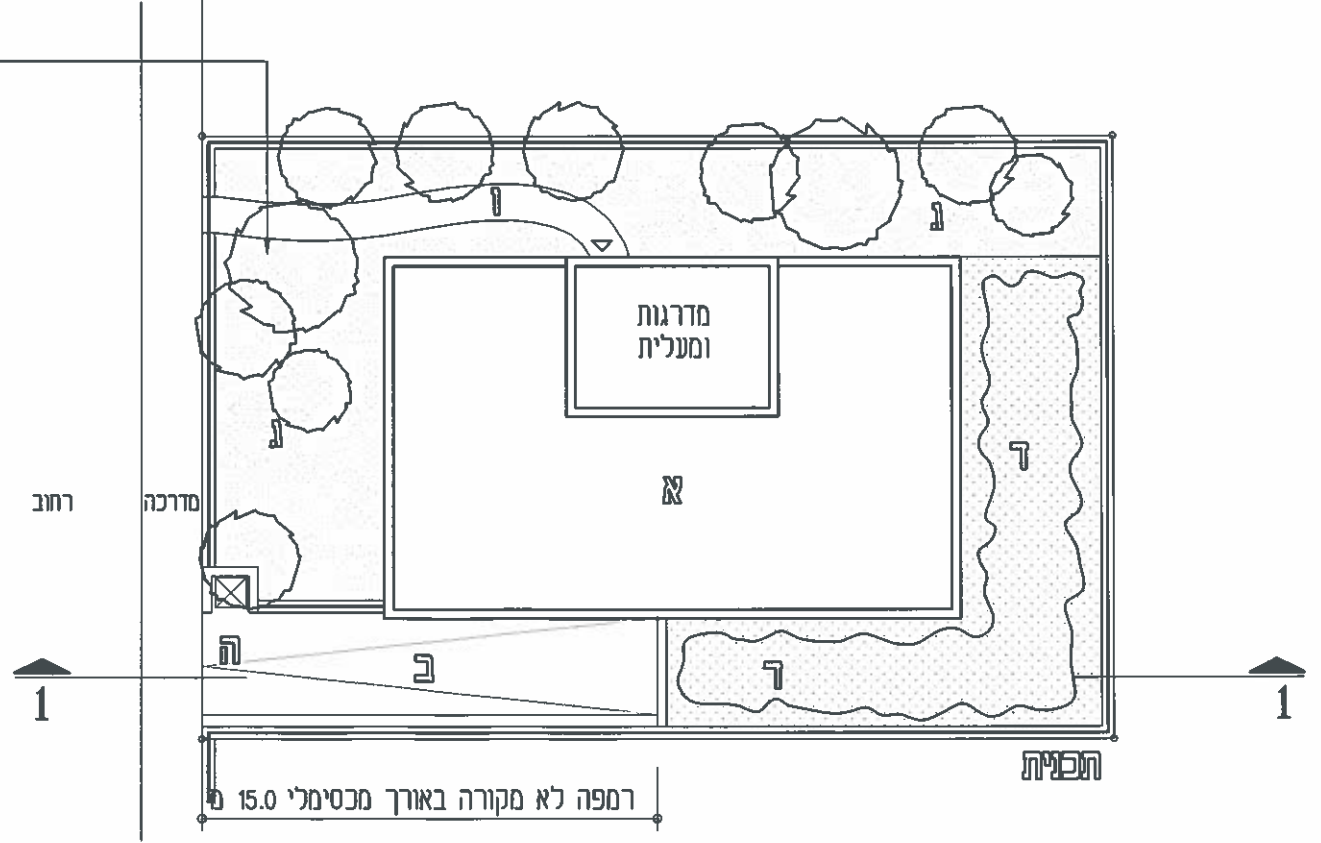 ו
ג
מדרגות
ומעלית
ג
ד
א
רחוב
מדרכה
ה
ב
ד
1
1
תכנית
רמפה לא מקורה באורך מכסימלי 15.0 מ